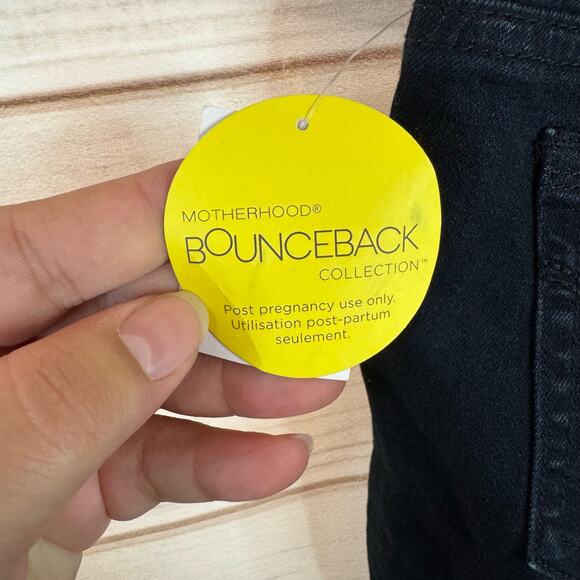 MOTHERHOOD®
BOUNCEBACK
COLLECTION™
Post pregnancy use only.
Utilisation post-partum
seulement.